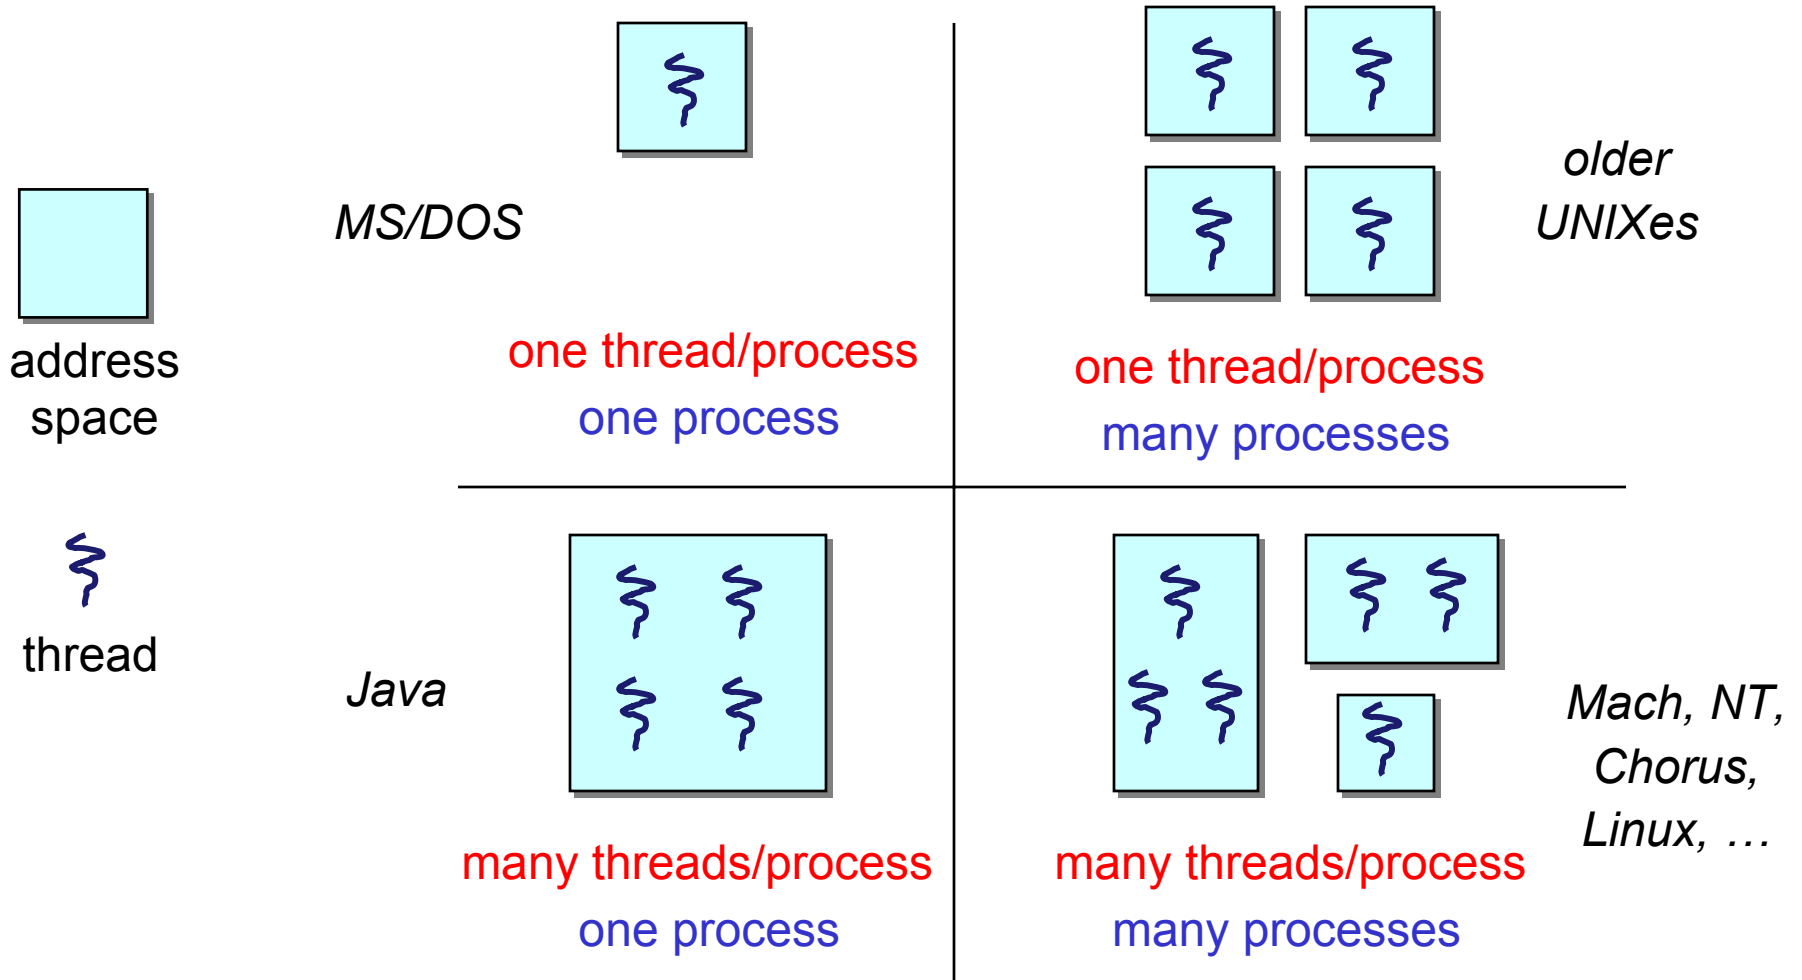 address
space
thread
MS/DOS
one thread/process
one process
older
UNIXes
one thread/process
many processes
Java
many threads/process
one process
Mach, NT,
Chorus,
Linux, …
many threads/process
many processes